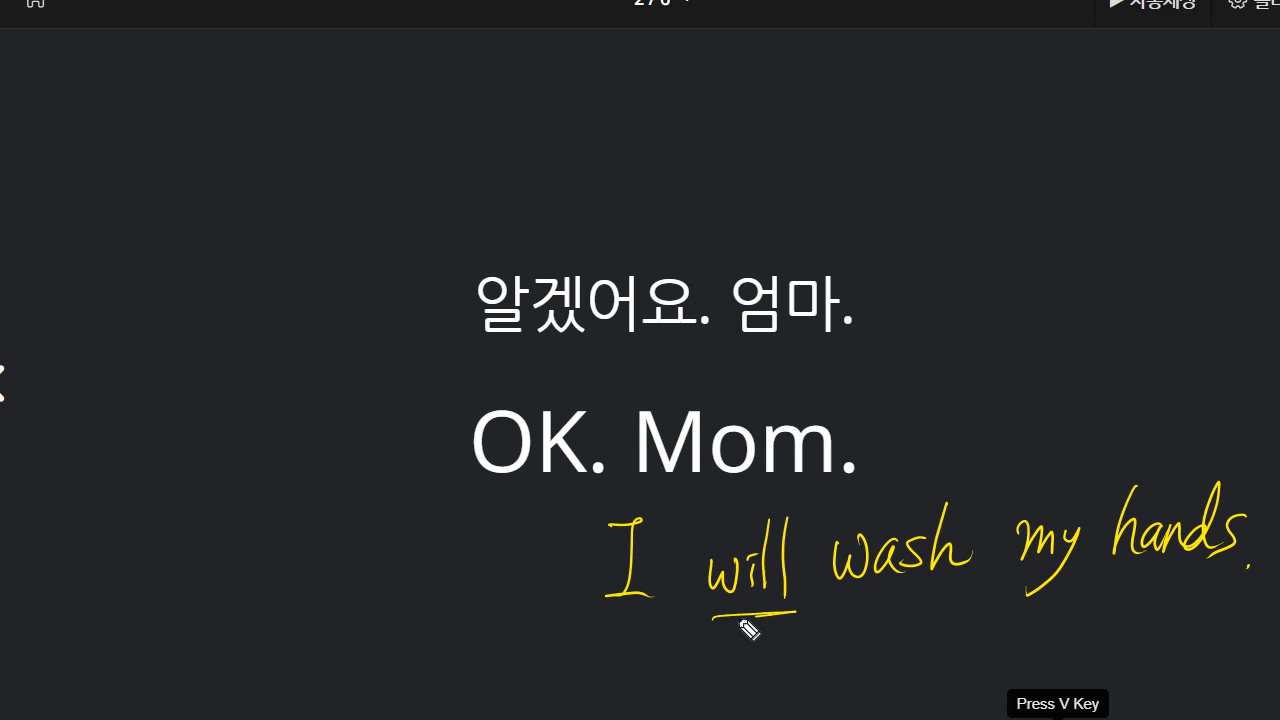 알겠어요. 엄마.
OK. Mom.
I will wash my hands.
Press V Key